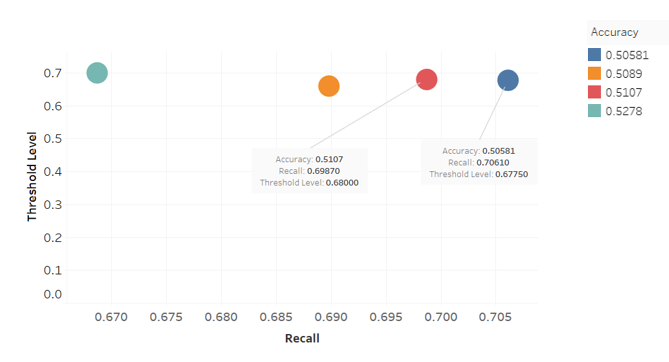 Accuracy
0.50581
0.5089
0.5107
0.5278
0.7
0.6
0.5
0.4
0.3
0.2
0.1
0.0
Threshold Level
Accuracy: 0.5107
Recall: 0.69870
Threshold Level: 0.68000
Accuracy: 0.50581
Recall: 0.70610
Threshold Level: 0.67750
0.670 0.675 0.680 0.685 0.690 0.695 0.700 0.705
Recall